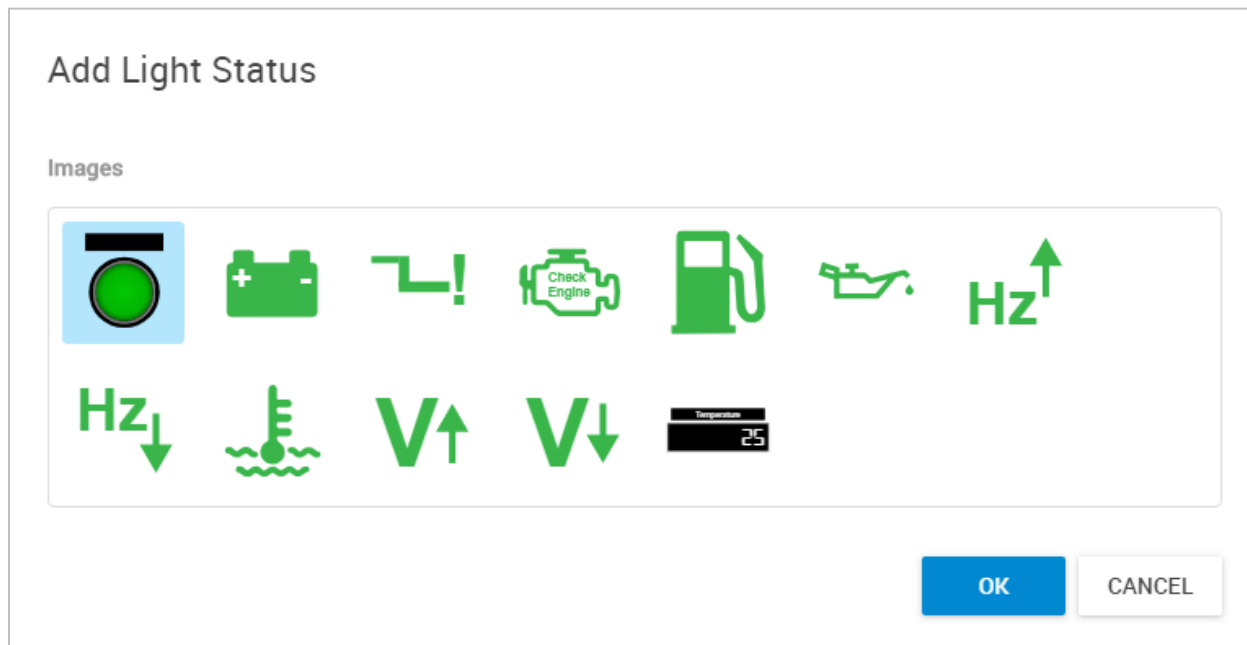 Add Light Status
Images
+ -
!
Check
Engine
Hz
Hz
V
V
Temperature
25
OK
CANCEL